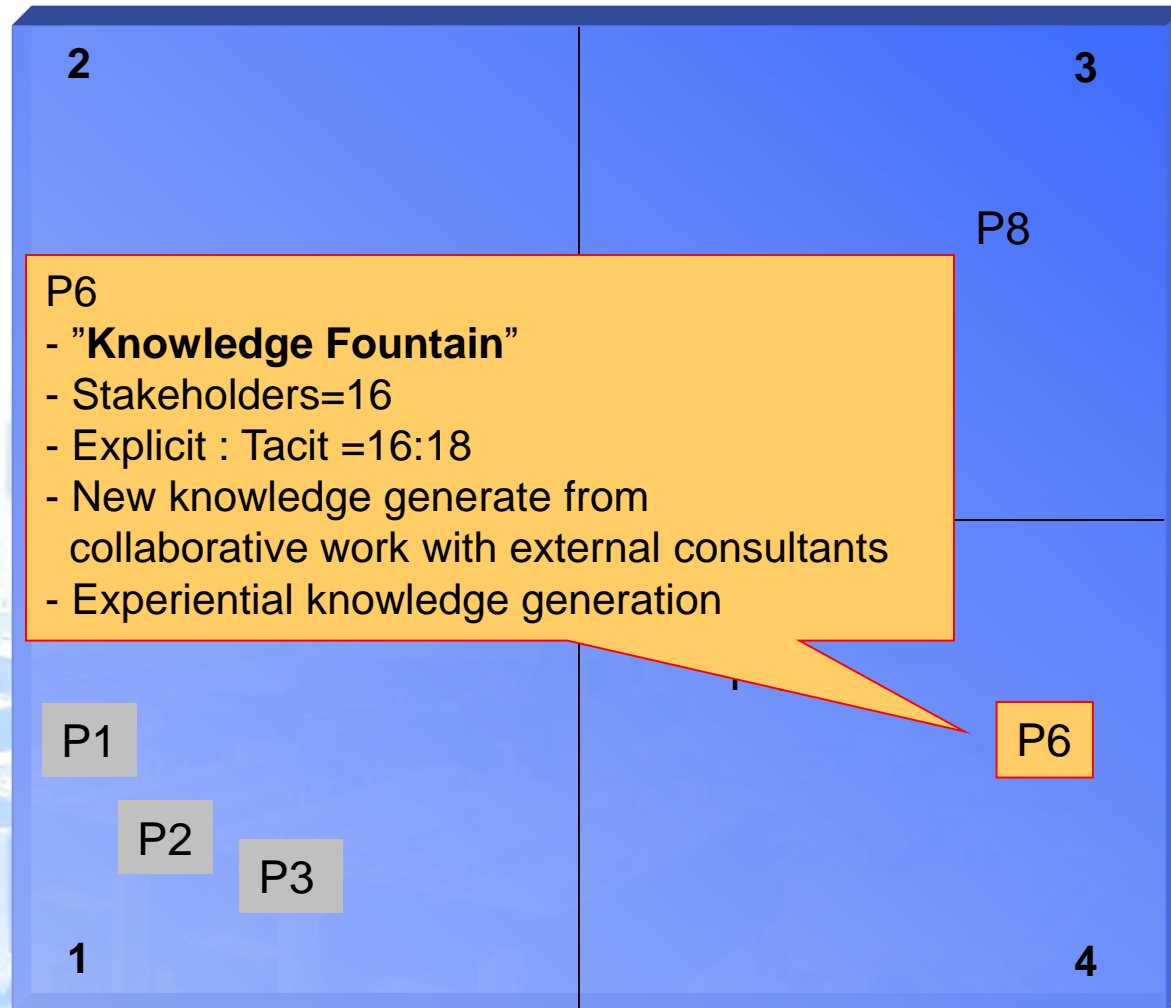 2
3
P8
P6
- ”Knowledge Fountain”
- Stakeholders=16
- Explicit : Tacit =16:18
- New knowledge generate from
collaborative work with external consultants
- Experiential knowledge generation
P1
P6
P2
P3
1
4